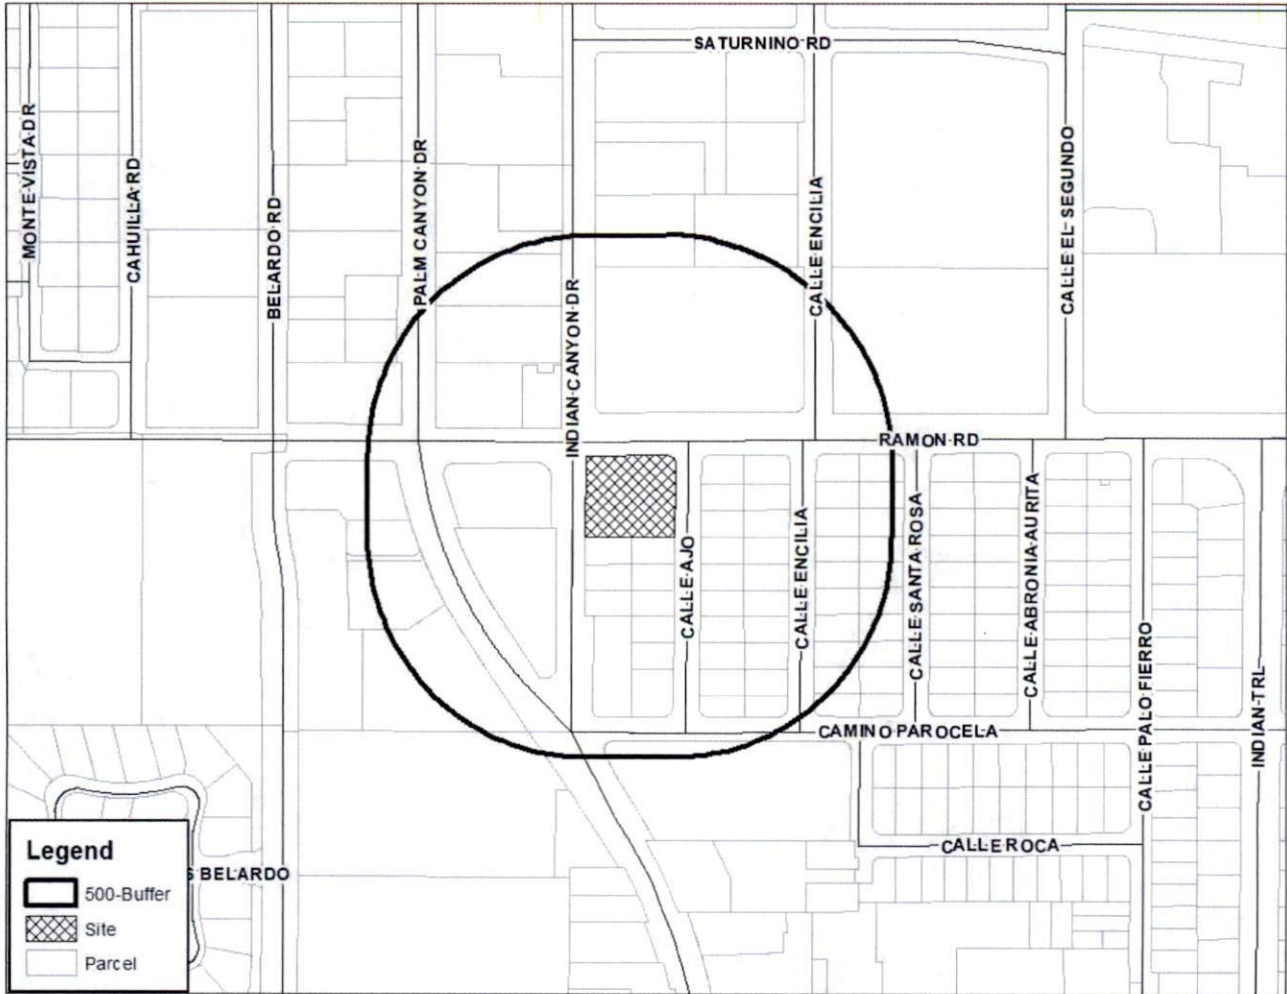 SATURNINO RD
MONTE VISTA DR
CAHUILLA RD
BELARDO RD
PALM CANYON DR
INDIAN CANYON DR
CALLE ENCILIA
CALLE EL SEGUNDO
RAMON RD
CALLE AJO
CALLE ENCILIA
CALLE SANTA ROSA
CALLE ABRONIA AURITA
CALLE PALO FIERRO
INDIAN TRL
CAMINO PAROCELA
CALLE ROCA
S BELARDO
Legend
500-Buffer
Site
Parcel